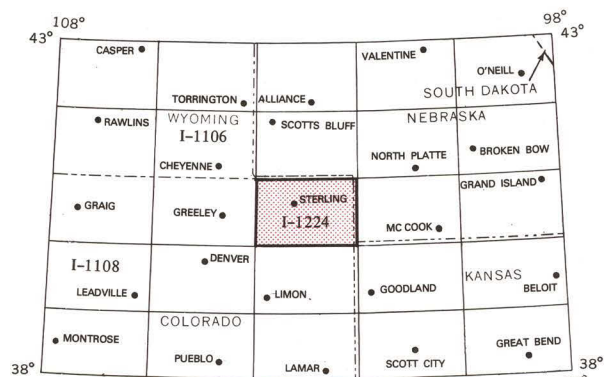 108°
98°
43°
43°
CASPER
VALENTINE
O'NEILL
SOUTH DAKOTA
TORRINGTON
ALLIANCE
WYOMING
NEBRASKA
RAWLINS
SCOTTS BLUFF
I-1106
BROKEN BOW
CHEYENNE
NORTH PLATTE
GRAND ISLAND
GRAIG
GREELEY
STERLING
I-1224
MC COOK
DENVER
I-1108
KANSAS
LEADVILLE
LIMON
GOODLAND
BELOIT
COLORADO
MONTROSE
GREAT BEND
PUEBLO
LAMAR
SCOTT CITY
38°
38°